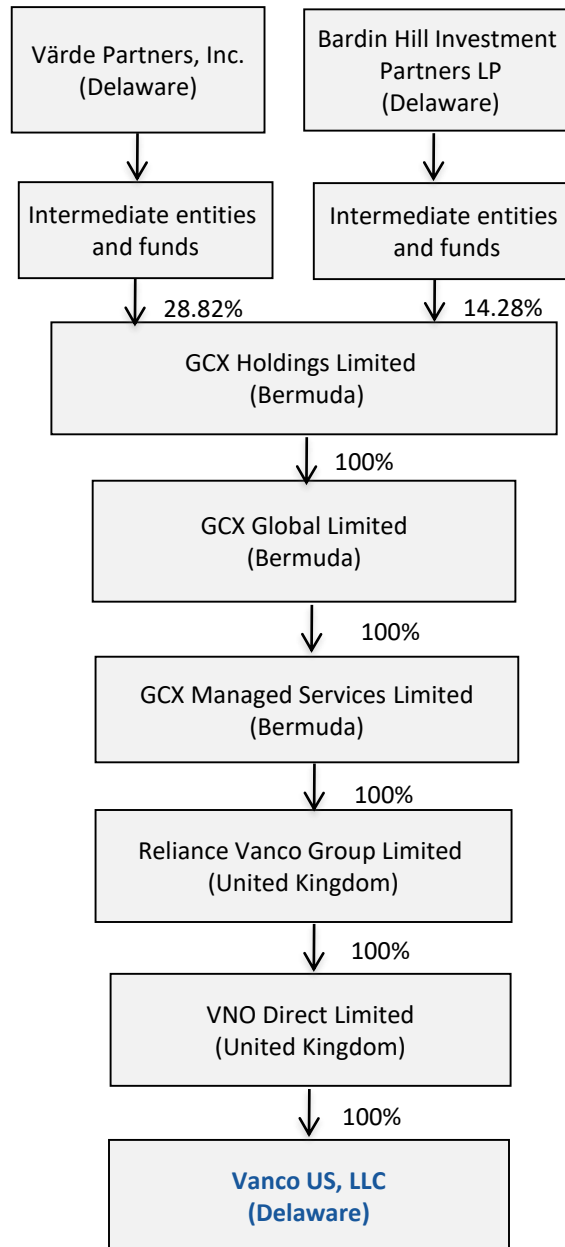 Värde Partners, Inc.
(Delaware)
Bardin Hill Investment
Partners LP
(Delaware)
Intermediate entities
and funds
Intermediate entities
and funds
28.82%
14.28%
GCX Holdings Limited
(Bermuda)
100%
GCX Global Limited
(Bermuda)
100%
GCX Managed Services Limited
(Bermuda)
100%
Reliance Vanco Group Limited
(United Kingdom)
100%
VNO Direct Limited
(United Kingdom)
100%
Vanco US, LLC
(Delaware)